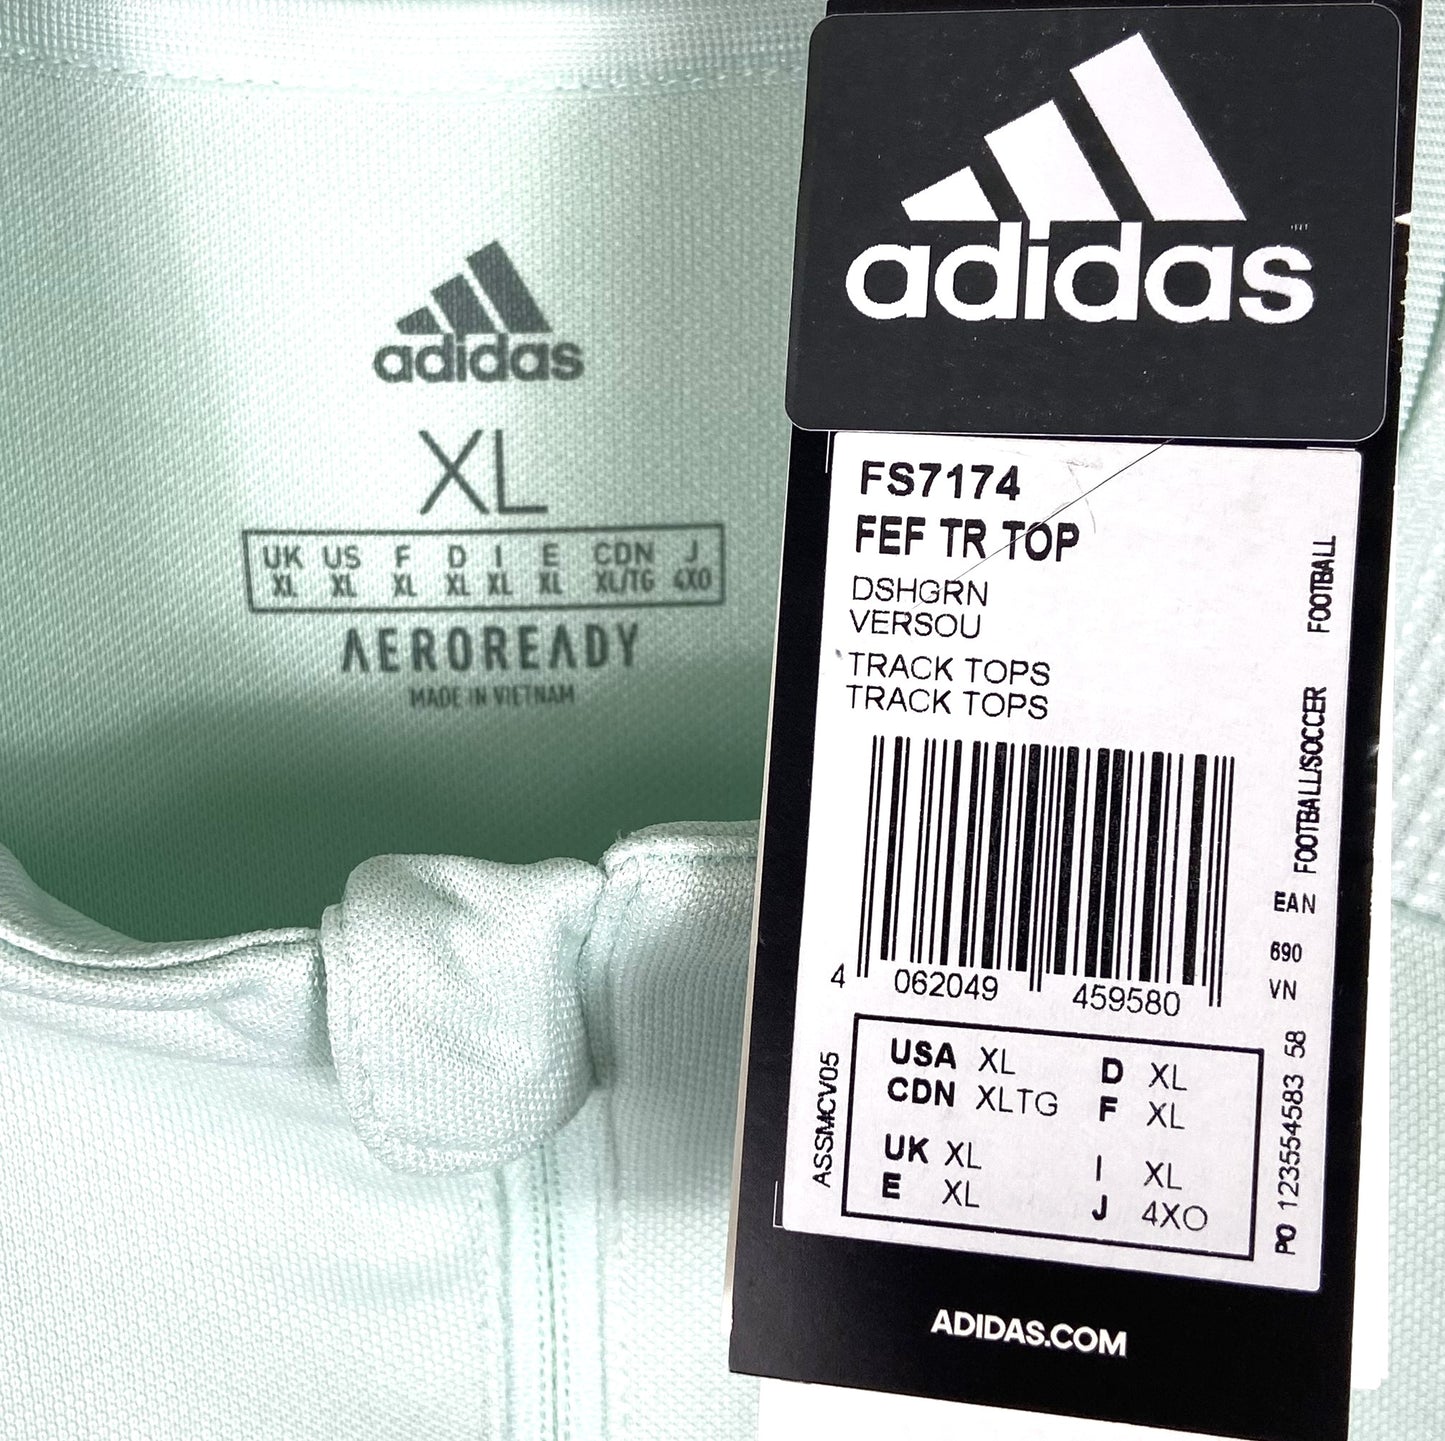 adidas
XL
UK US F D I E CDN J
XL XL XL XL XL XL XL/TG 4XO
AEROREADY
MADE IN VIETNAM
adidas
FS7174
FEF TR TOP
DSHGRN
VERSOU
TRACK TOPS
TRACK TOPS
FOOTBALL
FOOTBALL/SOCCER
EAN
690
VN
4 062049 459580
ASSMCV05
USA XL D XL
CDN XLTG F XL
UK XL I XL
E XL J 4XO
PO 123554583 58
ADIDAS.COM